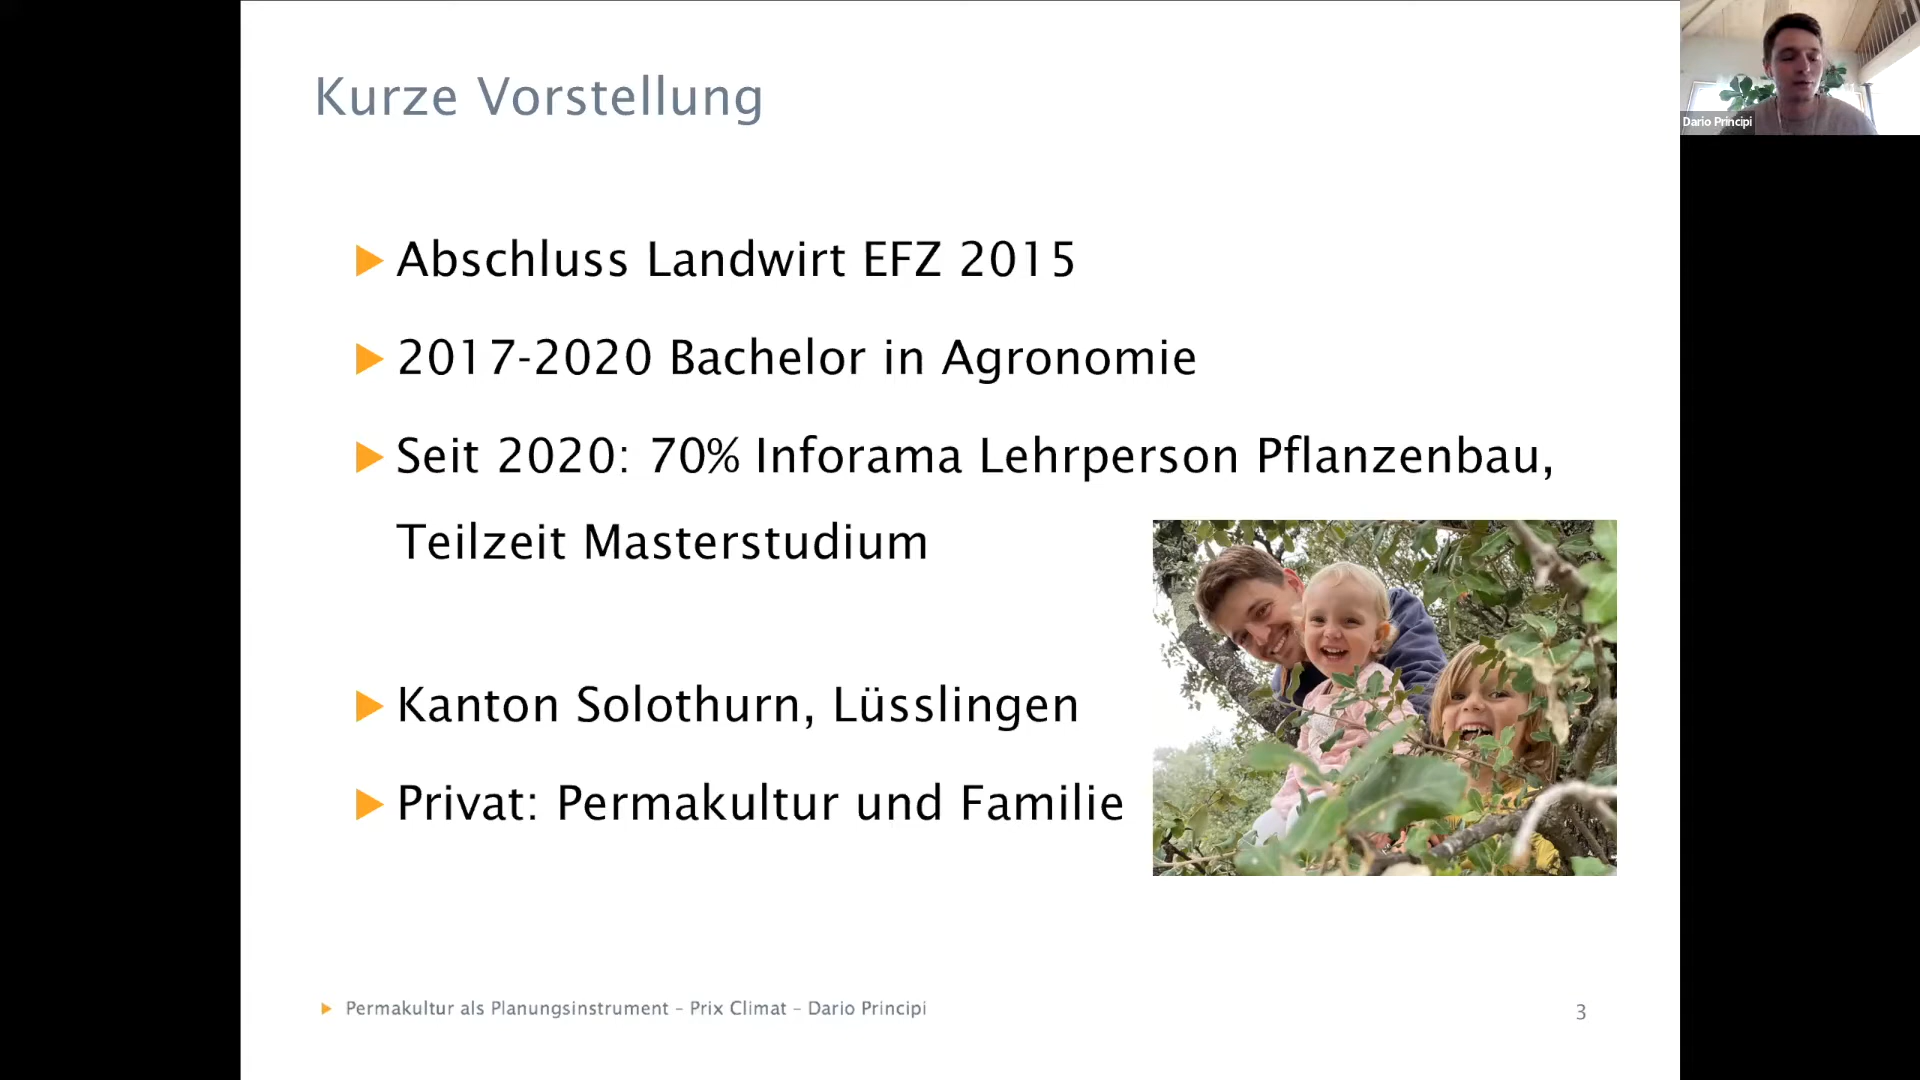 Kurze Vorstellung
Abschluss Landwirt EFZ 2015
2017-2020 Bachelor in Agronomie
Seit 2020: 70% Inforama Lehrperson Pflanzenbau,
Teilzeit Masterstudium
Kanton Solothurn, Lüsslingen
Privat: Permakultur und Familie
Permakultur als Planungsinstrument – Prix Climat – Dario Principi
3
Dario Principi